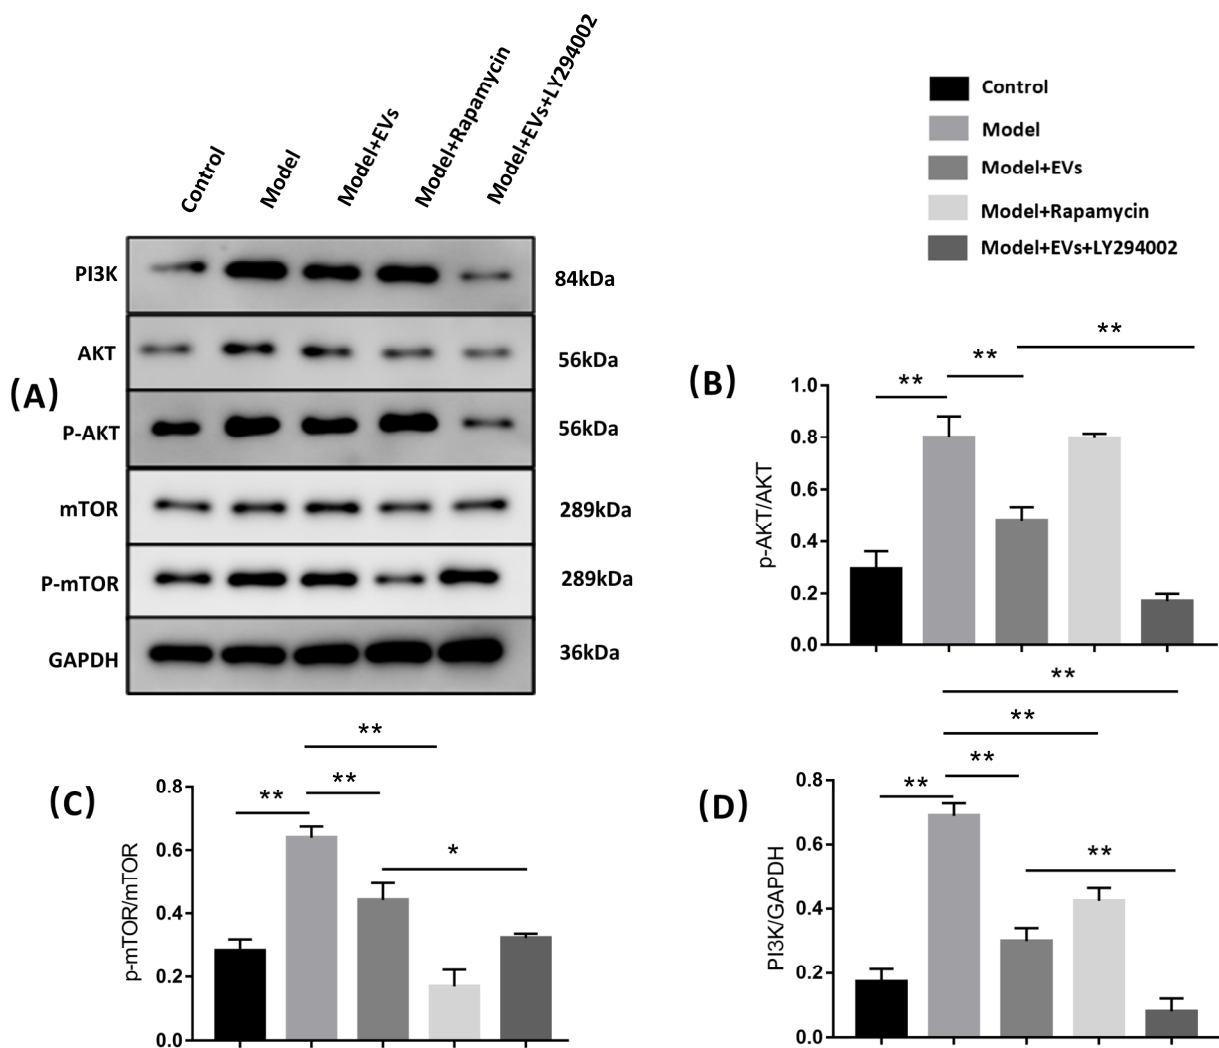 Control
Model
Model+EVs
Model+Rapamycin
Model+EVs+LY294002
(A)
PI3K
84kDa
AKT
56kDa
P-AKT
56kDa
mTOR
289kDa
P-mTOR
289kDa
GAPDH
36kDa
Control
Model
Model+EVs
Model+Rapamycin
Model+EVs+LY294002
(B)
p-AKT/AKT
1.0
0.8
0.6
0.4
0.2
0.0
**
**
**
(C)
p-mTOR/mTOR
0.8
0.6
0.4
0.2
0.0
**
**
**
*
(D)
PI3K/GAPDH
0.8
0.6
0.4
0.2
0.0
**
**
**
**
**